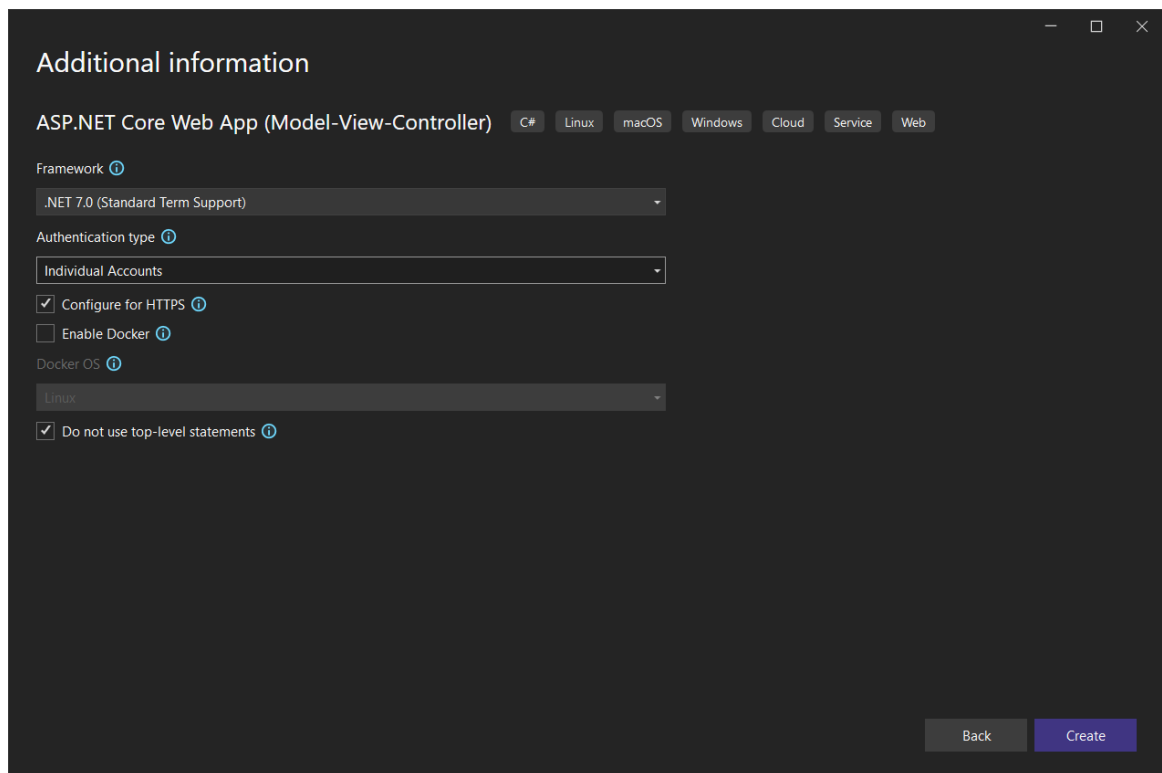 Additional information
ASP.NET Core Web App (Model-View-Controller) C# Linux macOS Windows Cloud Service Web
Framework
.NET 7.0 (Standard Term Support)
Authentication type
Individual Accounts
Configure for HTTPS
Enable Docker
Docker OS
Linux
Do not use top-level statements
Back Create